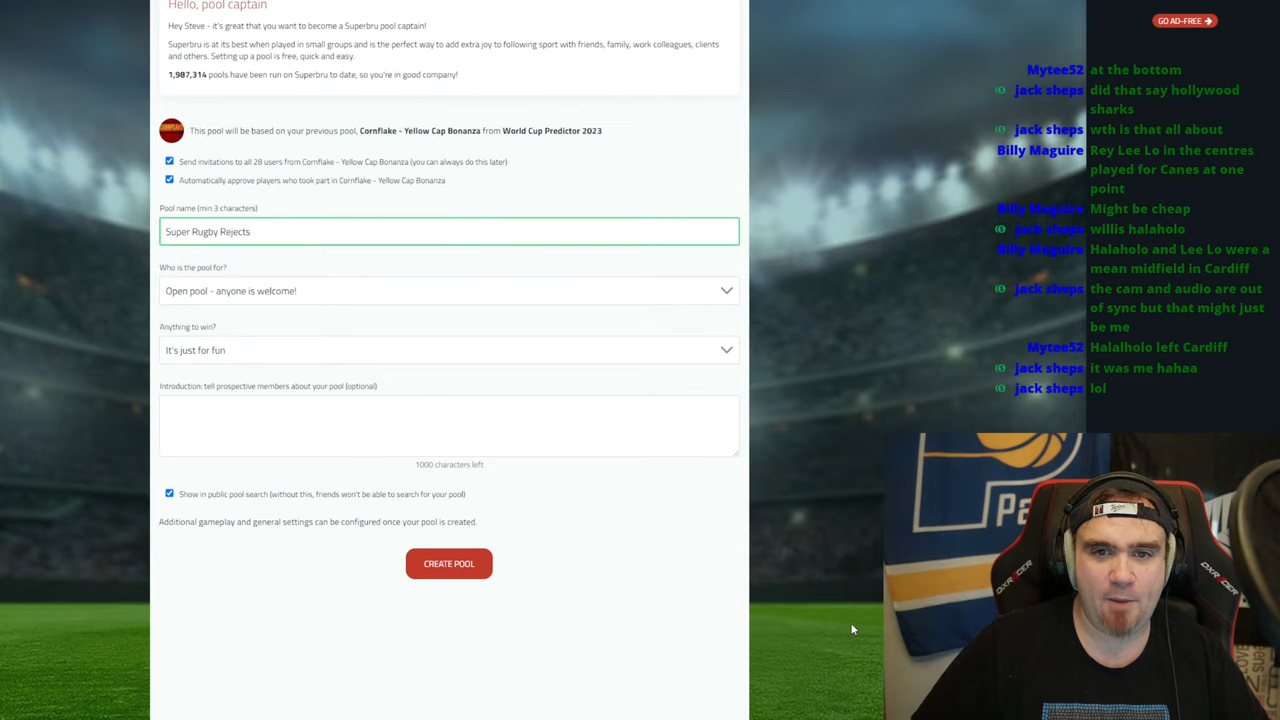 Hello, pool captain
Hey Steve - it's great that you want to become a Superbru pool captain!
Superbru is at its best when played in small groups and is the perfect way to add extra joy to following sport with friends, family, work colleagues, clients
and others. Setting up a pool is free, quick and easy.
1,987,314 pools have been run on Superbru to date, so you're in good company!
This pool will be based on your previous pool, Cornflake - Yellow Cap Bonanza from World Cup Predictor 2023
Send invitations to all 28 users from Cornflake - Yellow Cap Bonanza (you can always do this later)
Automatically approve players who took part in Cornflake - Yellow Cap Bonanza
Pool name (min 3 characters)
Super Rugby Rejects
Who is the pool for?
Open pool - anyone is welcome!
Anything to win?
It's just for fun
Introduction: tell prospective members about your pool (optional)
1000 characters left
Show in public pool search (without this, friends won't be able to search for your pool)
Additional gameplay and general settings can be configured once your pool is created.
CREATE POOL
GO AD-FREE
Mytee52 at the bottom
jack sheps did that say hollywood
sharks
jack sheps wth is that all about
Billy Maguire Rey Lee Lo in the centres
played for Canes at one
point
Billy Maguire Might be cheap
jack sheps willis halaholo
Billy Maguire Halaholo and Lee Lo were a
mean midfield in Cardiff
jack sheps the cam and audio are out
of sync but that might just
be me
Mytee52 Halalholo left Cardiff
jack sheps it was me hahaa
jack sheps lol
Pa
DXRACER
DXRACER